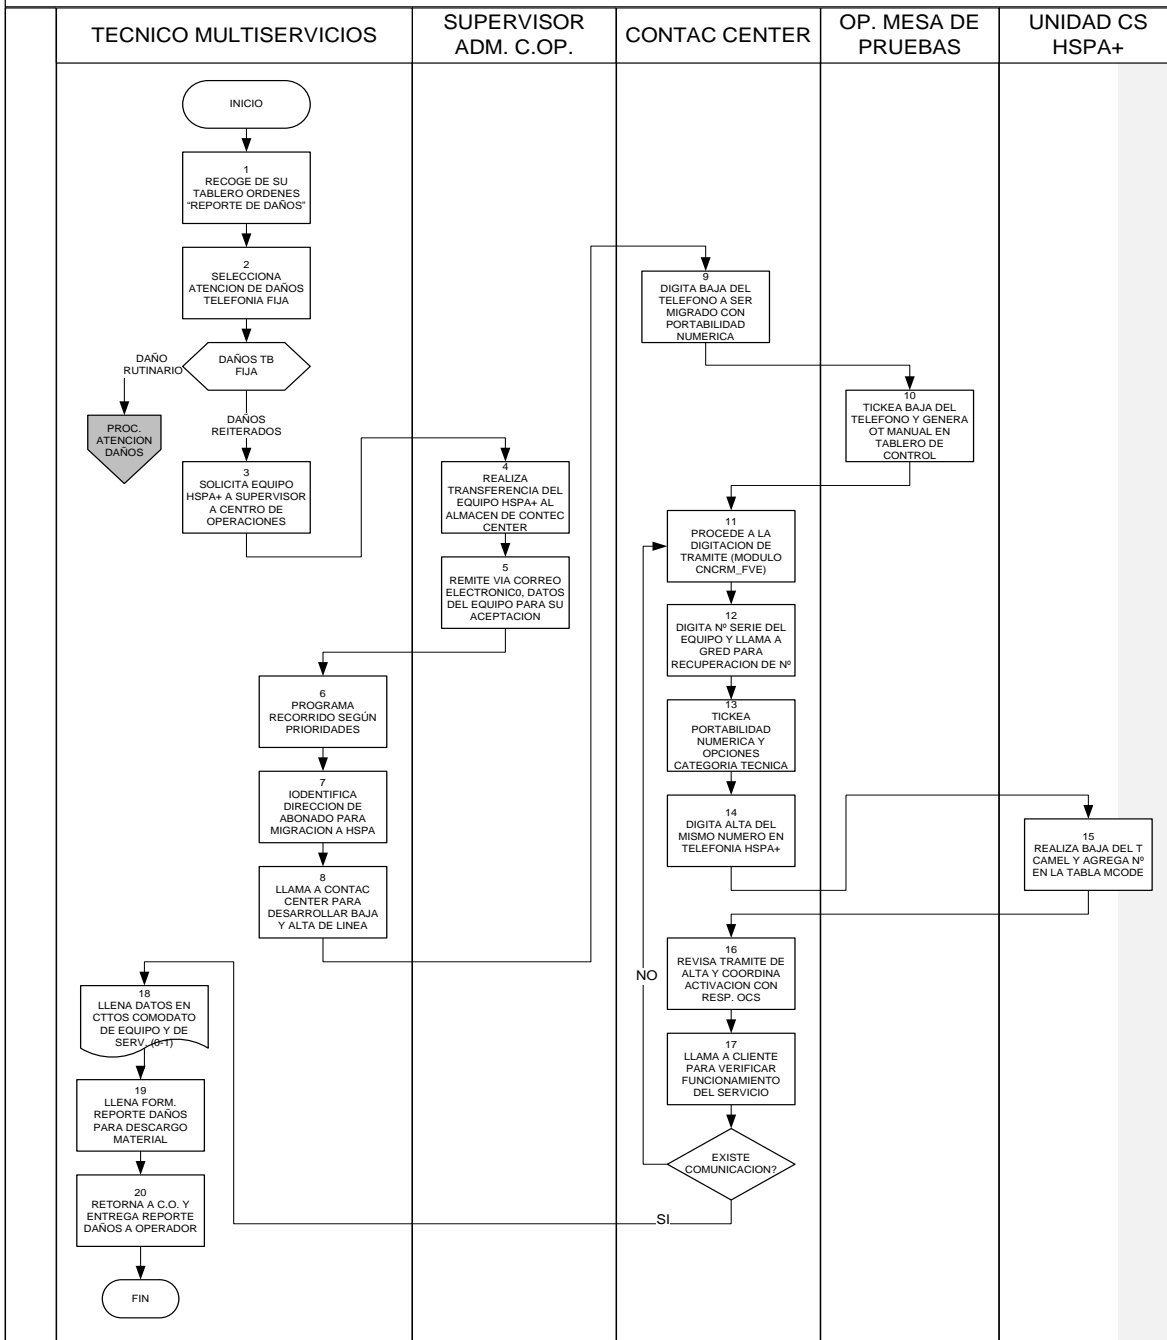 TECNICO MULTISERVICIOS
SUPERVISOR
ADM. C.OP.
CONTAC CENTER
OP. MESA DE
PRUEBAS
UNIDAD CS
HSPA+
INICIO
1
RECOGE DE SU
TABLERO ORDENES
“REPORTE DE DAÑOS”
2
SELECCIONA
ATENCION DE DAÑOS
TELEFONIA FIJA
DAÑOS TB
FIJA
DAÑO
RUTINARIO
PROC.
ATENCION
DAÑOS
DAÑOS
REITERADOS
3
SOLICITA EQUIPO
HSPA+ A SUPERVISOR
A CENTRO DE
OPERACIONES
4
REALIZA
TRANSFERENCIA DEL
EQUIPO HSPA+ AL
ALMACEN DE CONTEC
CENTER
5
REMITE VIA CORREO
ELECTRONIC0, DATOS
DEL EQUIPO PARA SU
ACEPTACION
6
PROGRAMA
RECORRIDO SEGÚN
PRIORIDADES
7
IODENTIFICA
DIRECCION DE
ABONADO PARA
MIGRACION A HSPA
8
LLAMA A CONTAC
CENTER PARA
DESARROLLAR BAJA
Y ALTA DE LINEA
9
DIGITA BAJA DEL
TELEFONO A SER
MIGRADO CON
PORTABILIDAD
NUMERICA
10
TICKEA BAJA DEL
TELEFONO Y GENERA
OT MANUAL EN
TABLERO DE
CONTROL
11
PROCEDE A LA
DIGITACION DE
TRAMITE (MODULO
CNCRM_FVE)
12
DIGITA Nº SERIE DEL
EQUIPO Y LLAMA A
GRED PARA
RECUPERACION DE Nº
13
TICKEA
PORTABILIDAD
NUMERICA Y
OPCIONES
CATEGORIA TECNICA
14
DIGITA ALTA DEL
MISMO NUMERO EN
TELEFONIA HSPA+
15
REALIZA BAJA DEL T
CAMEL Y AGREGA Nº
EN LA TABLA MCODE
16
REVISA TRAMITE DE
ALTA Y COORDINA
ACTIVACION CON
RESP. OCS
17
LLAMA A CLIENTE
PARA VERIFICAR
FUNCIONAMIENTO
DEL SERVICIO
EXISTE
COMUNICACION?
NO
SI
18
LLENA DATOS EN
CTTOS COMODATO
DE EQUIPO Y DE
SERV. (0-1)
19
LLENA FORM.
REPORTE DAÑOS
PARA DESCARGO
MATERIAL
20
RETORNA A C.O. Y
ENTREGA REPORTE
DAÑOS A OPERADOR
FIN